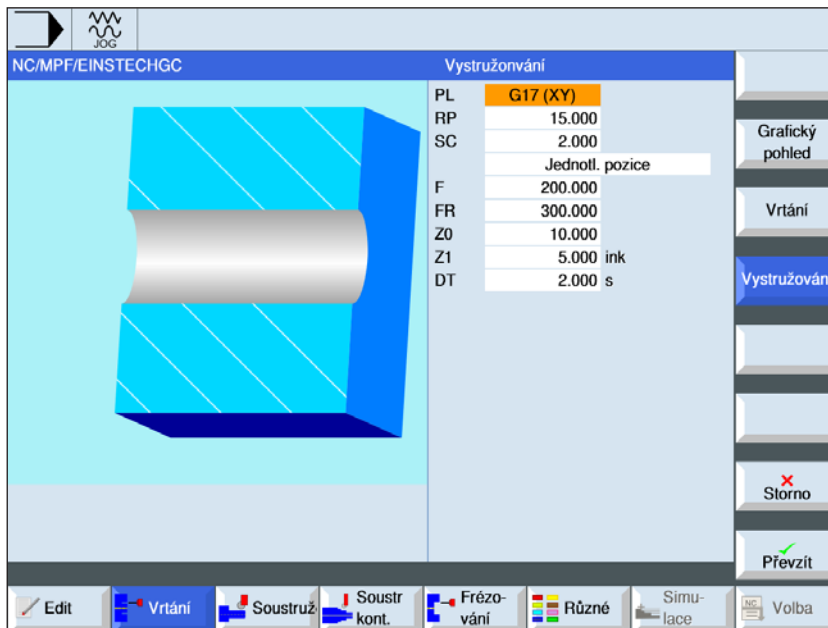 JOG
NC/MPF/EINSTECHGC
Vystružonvání
PL G17 (XY)
RP 15.000
SC 2.000
Jednotl. pozice
F 200.000
FR 300.000
Z0 10.000
Z1 5.000 ink
DT 2.000 s
Grafický
pohled
Vrtání
Vystružován
Storno
Převzít
Edit
Vrtání
Soustruž
Soustr
kont.
Frézo-
vání
Různé
Simu-
lace
NC
Volba